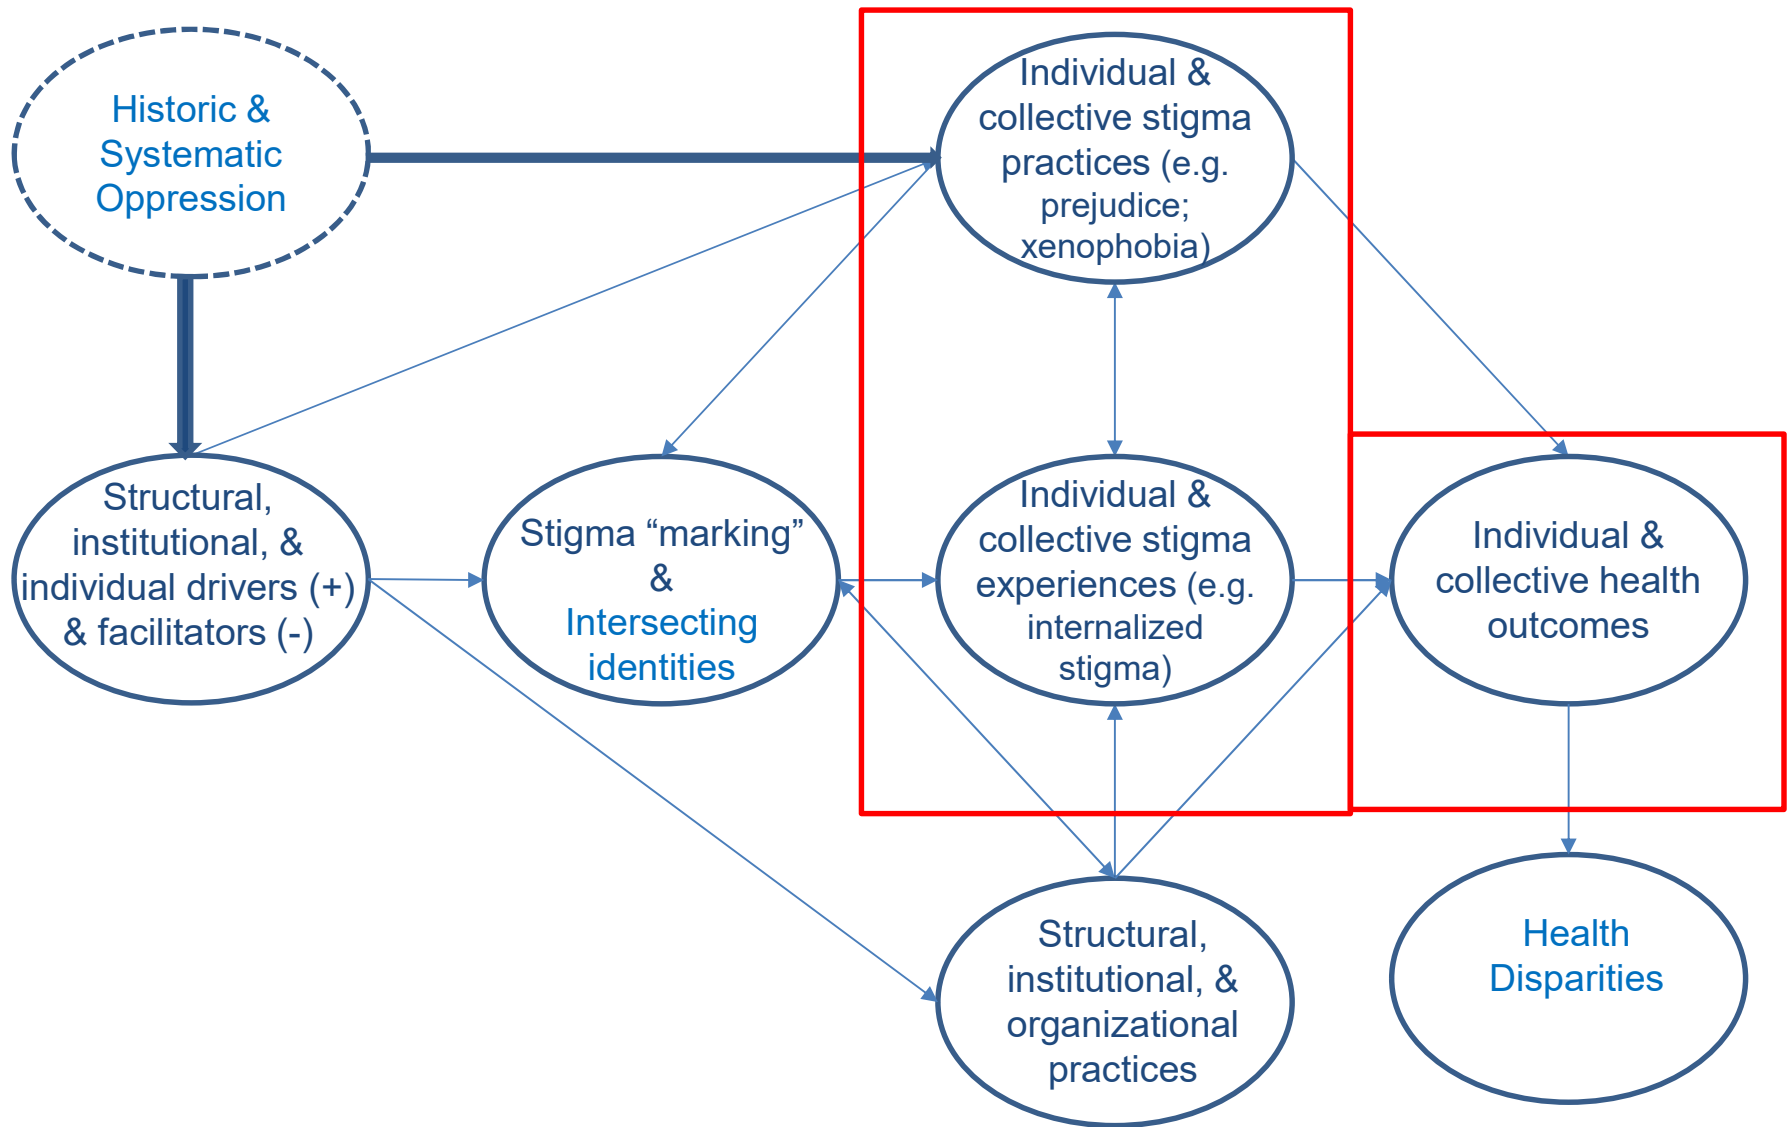 Historic &
Systematic
Oppression
Individual &
collective stigma
practices (e.g.
prejudice;
xenophobia)
Structural,
institutional, &
individual drivers (+)
& facilitators (-)
Stigma “marking”
&
Intersecting
identities
Individual &
collective stigma
experiences (e.g.
internalized
stigma)
Individual &
collective health
outcomes
Structural,
institutional, &
organizational
practices
Health
Disparities